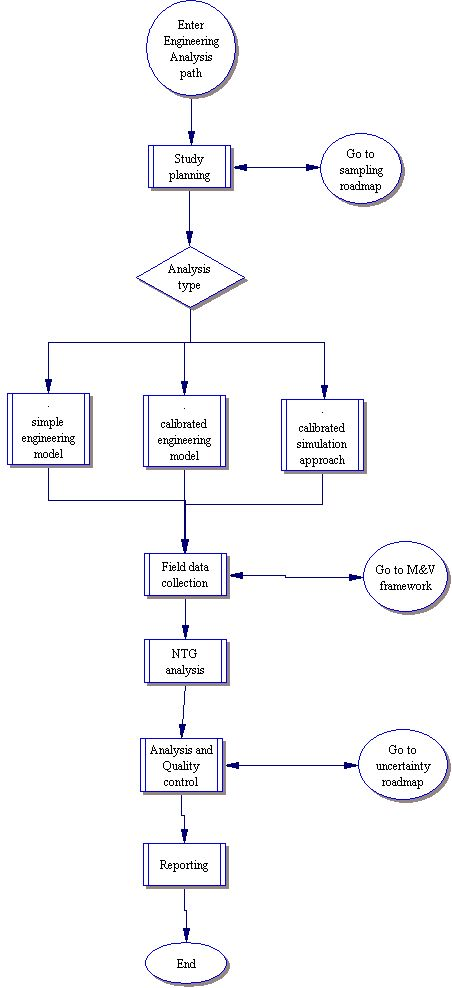 Enter
Engineering
Analysis
path
Study
planning
Go to
sampling
roadmap
Analysis
type
.
simple
engineering
model
.
calibrated
engineering
model
.
calibrated
simulation
approach
Field data
collection
Go to M&V
framework
NTG
analysis
Analysis and
Quality
control
Go to
uncertainty
roadmap
Reporting
End